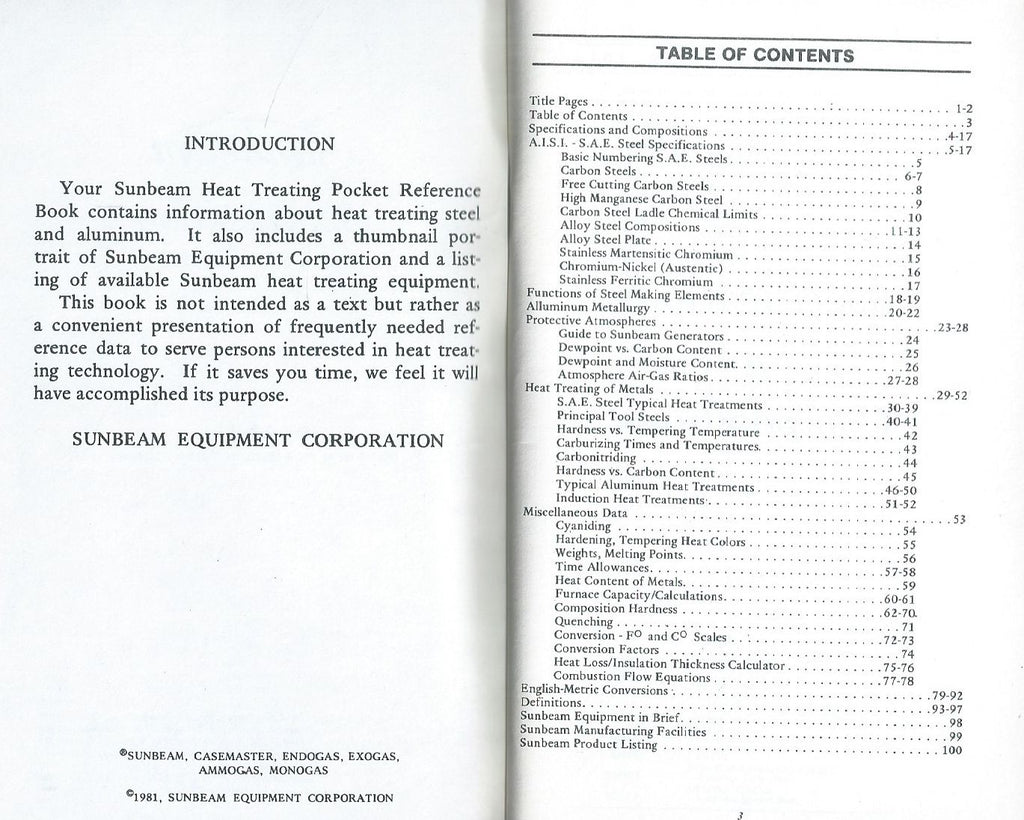 INTRODUCTION
Your Sunbeam Heat Treating Pocket Reference
Book contains information about heat treating steel
and aluminum. It also includes a thumbnail por-
trait of Sunbeam Equipment Corporation and a list-
ing of available Sunbeam heat treating equipment.
This book is not intended as a text but rather as
a convenient presentation of frequently needed ref-
erence data to serve persons interested in heat treat-
ing technology. If it saves you time, we feel it will
have accomplished its purpose.
SUNBEAM EQUIPMENT CORPORATION
®SUNBEAM, CASEMASTER, ENDOGAS, EXOGAS,
AMMOGAS, MONOGAS
©1981, SUNBEAM EQUIPMENT CORPORATION
TABLE OF CONTENTS
Title Pages . . . . . 1-2
Table of Contents . . . . . 3
Specifications and Compositions . . . . . 4-17
A.I.S.I. - S.A.E. Steel Specifications . . . . . 5-17
Basic Numbering S.A.E. Steels . . . . . 5
Carbon Steels . . . . . 6-7
Free Cutting Carbon Steels . . . . . 8
High Manganese Carbon Steel . . . . . 9
Carbon Steel Ladle Chemical Limits . . . . . 10
Alloy Steel Compositions . . . . . 11-13
Alloy Steel Plate . . . . . 14
Stainless Martensitic Chromium . . . . . 15
Chromium-Nickel (Austentic) . . . . . 16
Stainless Ferritic Chromium . . . . . 17
Functions of Steel Making Elements . . . . . 18-19
Alluminum Metallurgy . . . . . 20-22
Protective Atmospheres . . . . . 23-28
Guide to Sunbeam Generators . . . . . 24
Dewpoint vs. Carbon Content . . . . . 25
Dewpoint and Moisture Content . . . . . 26
Atmosphere Air-Gas Ratios . . . . . 27-28
Heat Treating of Metals . . . . . 29-52
S.A.E. Steel Typical Heat Treatments . . . . . 30-39
Principal Tool Steels . . . . . 40-41
Hardness vs. Tempering Temperature . . . . . 42
Carburizing Times and Temperatures . . . . . 43
Carbonitriding . . . . . 44
Hardness vs. Carbon Content . . . . . 45
Typical Aluminum Heat Treatments . . . . . 46-50
Induction Heat Treatments . . . . . 51-52
Miscellaneous Data . . . . . 53
Cyaniding . . . . . 54
Hardening, Tempering Heat Colors . . . . . 55
Weights, Melting Points . . . . . 56
Time Allowances . . . . . 57-58
Heat Content of Metals . . . . . 59
Furnace Capacity/Calculations . . . . . 60-61
Composition Hardness . . . . . 62-70
Quenching . . . . . 71
Conversion - F° and C° Scales . . . . . 72-73
Conversion Factors . . . . . 74
Heat Loss/Insulation Thickness Calculator . . . . . 75-76
Combustion Flow Equations . . . . . 77-78
English-Metric Conversions . . . . . 79-92
Definitions . . . . . 93-97
Sunbeam Equipment in Brief . . . . . 98
Sunbeam Manufacturing Facilities . . . . . 99
Sunbeam Product Listing . . . . . 100
3